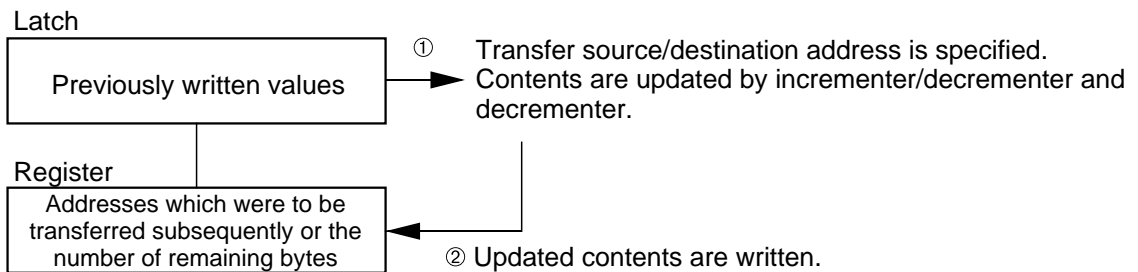 Latch
Previously written values
① Transfer source/destination address is specified.
Contents are updated by incrementer/decrementer and
decrementer.
Register
Addresses which were to be
transferred subsequently or the
number of remaining bytes
② Updated contents are written.